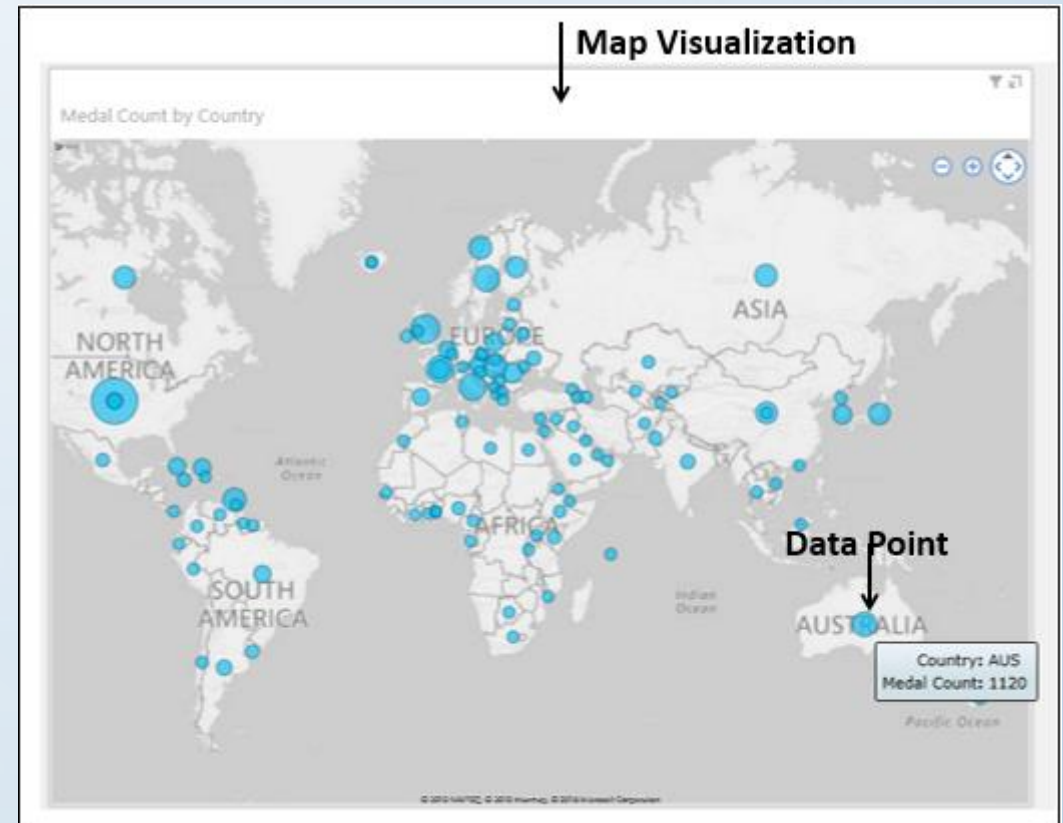 Map Visualization
Medal Count by Country
NORTH
AMERICA
EUROPE
ASIA
Atlantic
Ocean
AFRICA
Data Point
SOUTH
AMERICA
Indian
Ocean
AUSTRALIA
Country: AUS
Medal Count: 1120
Pacific Ocean